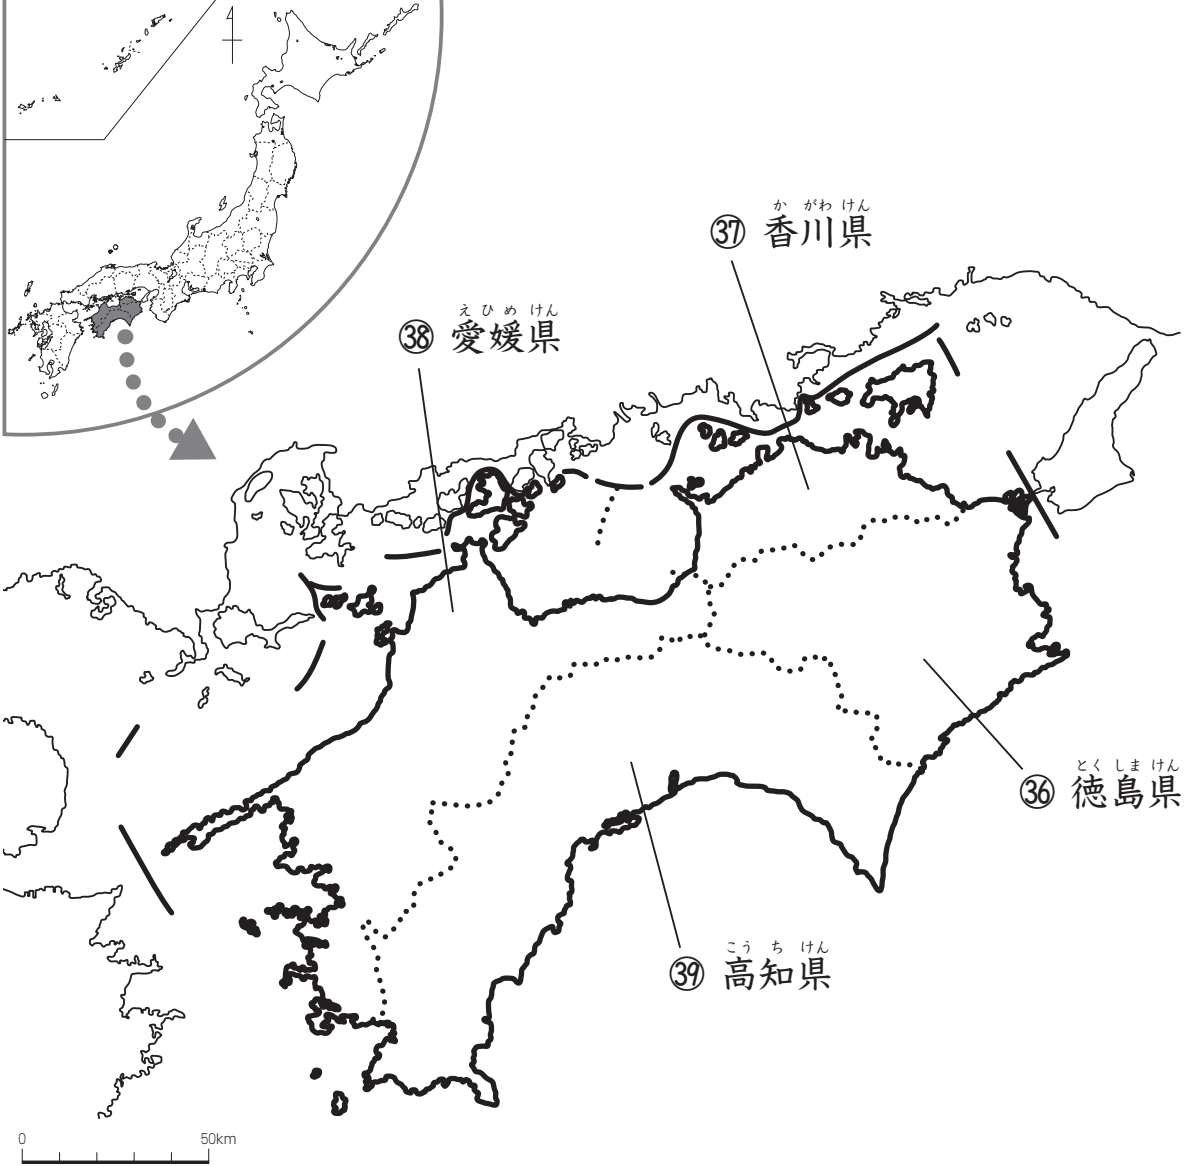 か がわ けん
㊲ 香川県
え ひ め けん
㊳ 愛媛県
とく しま けん
㊱ 徳島県
こう ち けん
㊴ 高知県
0 50km